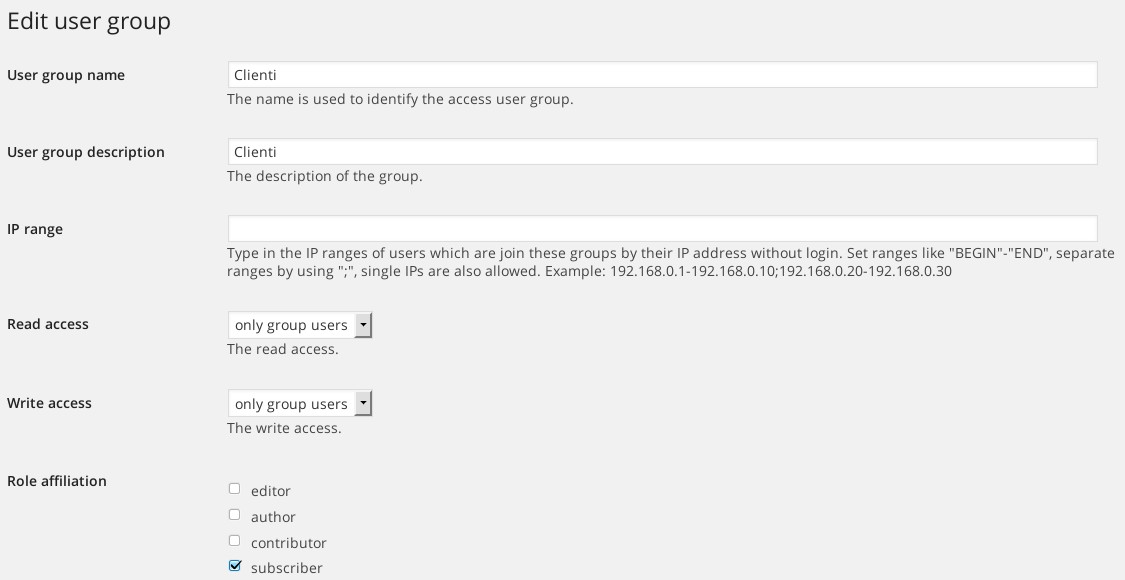 Edit user group
User group name
Clienti
The name is used to identify the access user group.
User group description
Clienti
The description of the group.
IP range
Type in the IP ranges of users which are join these groups by their IP address without login. Set ranges like "BEGIN"-"END", separate
ranges by using ";", single IPs are also allowed. Example: 192.168.0.1-192.168.0.10;192.168.0.20-192.168.0.30
Read access
only group users
The read access.
Write access
only group users
The write access.
Role affiliation
editor
author
contributor
subscriber